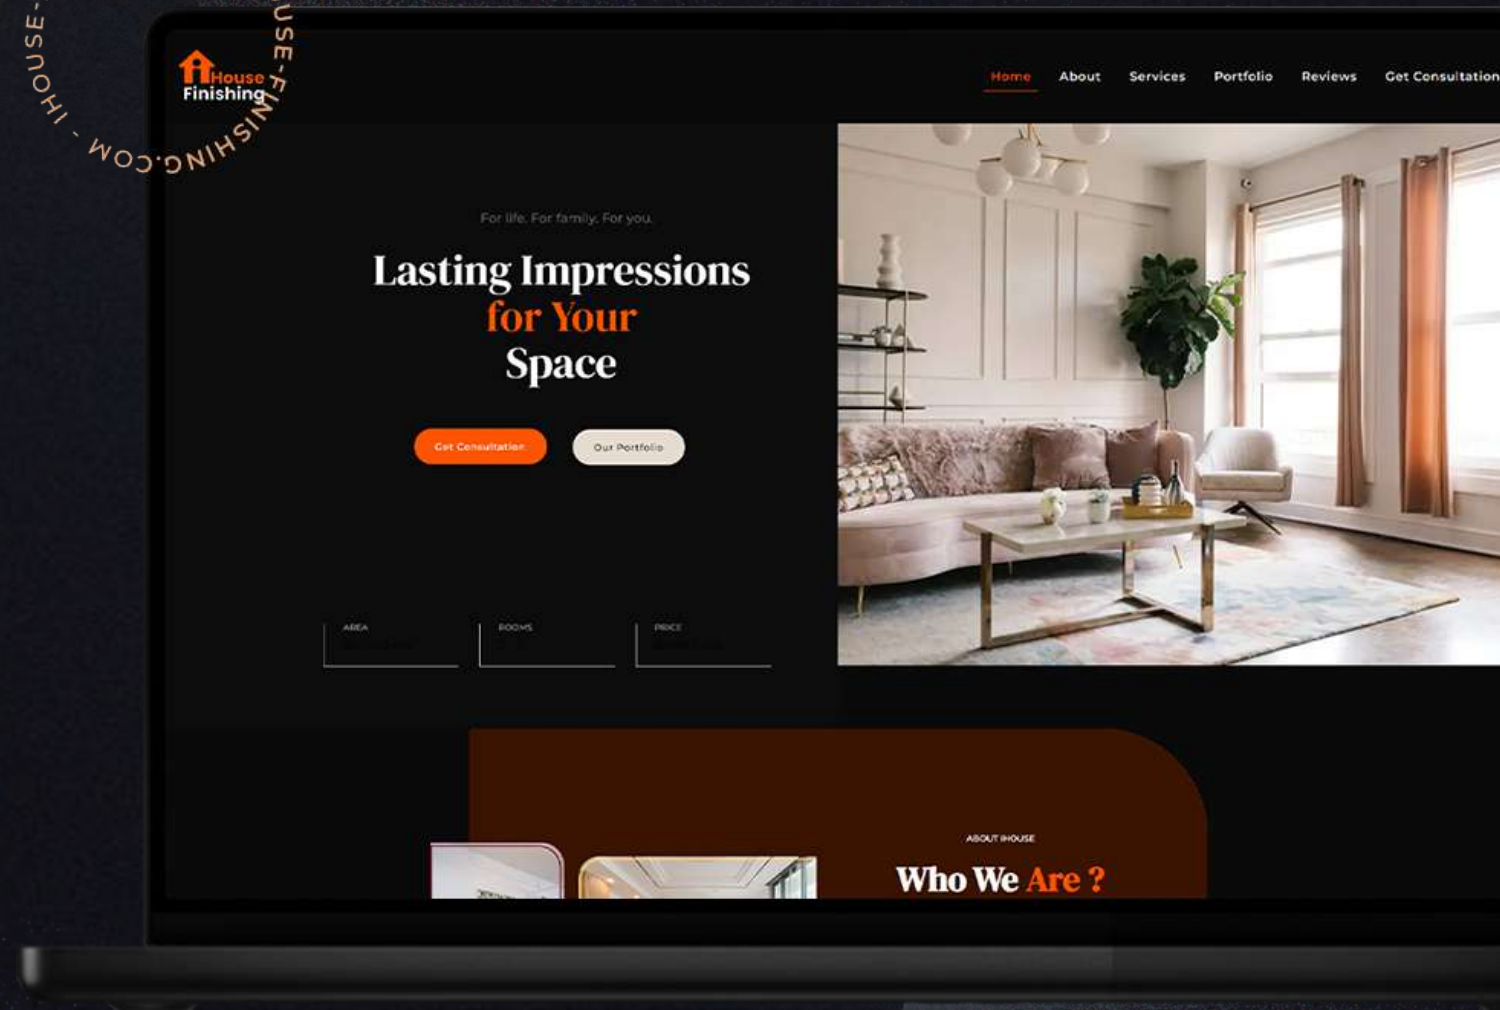 IHOUSE-FINISHING.COM - IHOUSE-
House
Finishing
Home
About
Services
Portfolio
Reviews
Get Consultation
For life. For family. For you.
Lasting Impressions
for Your
Space
Get Consultation
Our Portfolio
AREA
ROOMS
PRICE
ABOUT IHOUSE
Who We Are ?